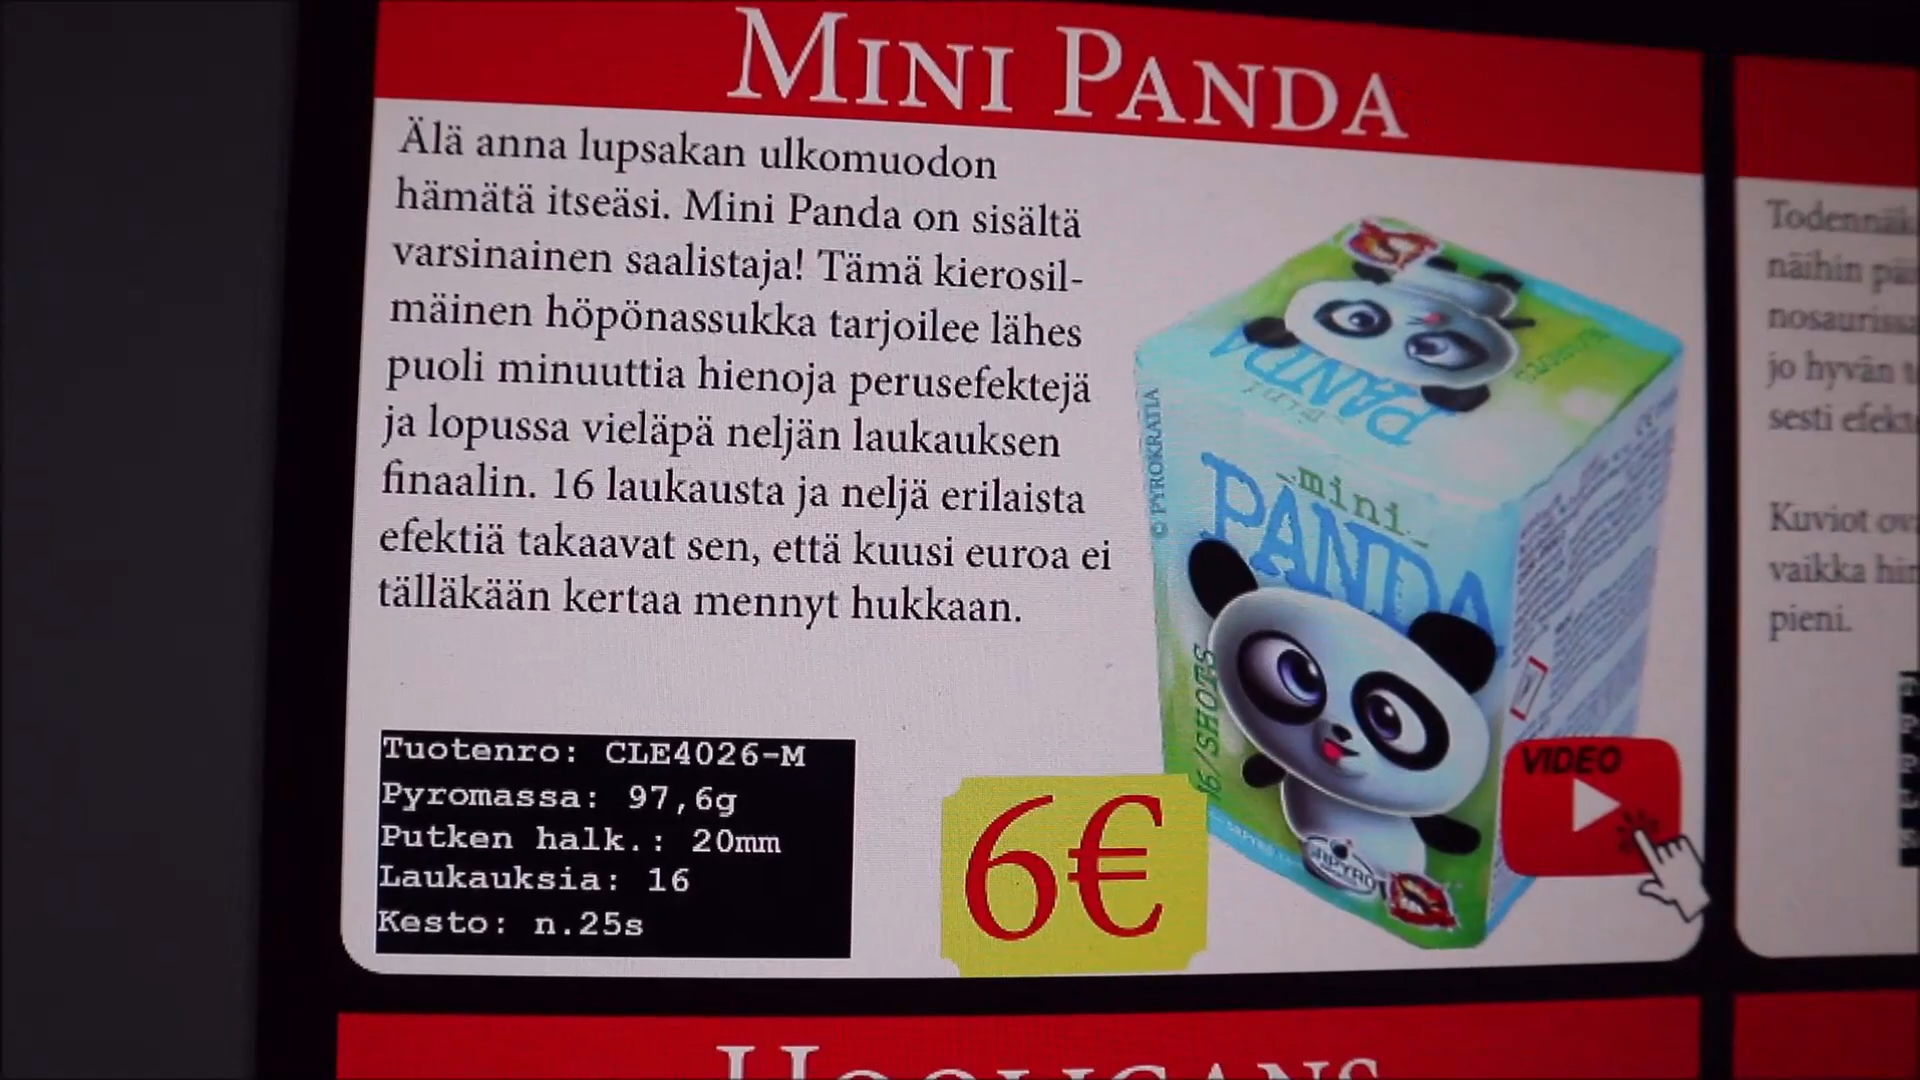 MINI PANDA
Älä anna lupsakan ulkomuodon
hämätä itseäsi. Mini Panda on sisältä
varsinainen saalistaja! Tämä kierosil-
mäinen höpönassukka tarjoilee lähes
puoli minuuttia hienoja perusefektejä
ja lopussa vieläpä neljän laukauksen
finaalin. 16 laukausta ja neljä erilaista
efektiä takaavat sen, että kuusi euroa ei
tälläkään kertaa mennyt hukkaan.
Tuotenro: CLE4026-M
Pyromassa: 97,6g
Putken halk.: 20mm
Laukauksia: 16
Kesto: n.25s
6€
PANDA
© PYROKRATIA
mini
PANDA
16/SHOTS
VIDEO
näihin
jo hyvän
sesti
Kuviot
vaikka
pieni.
HOOLIGANS